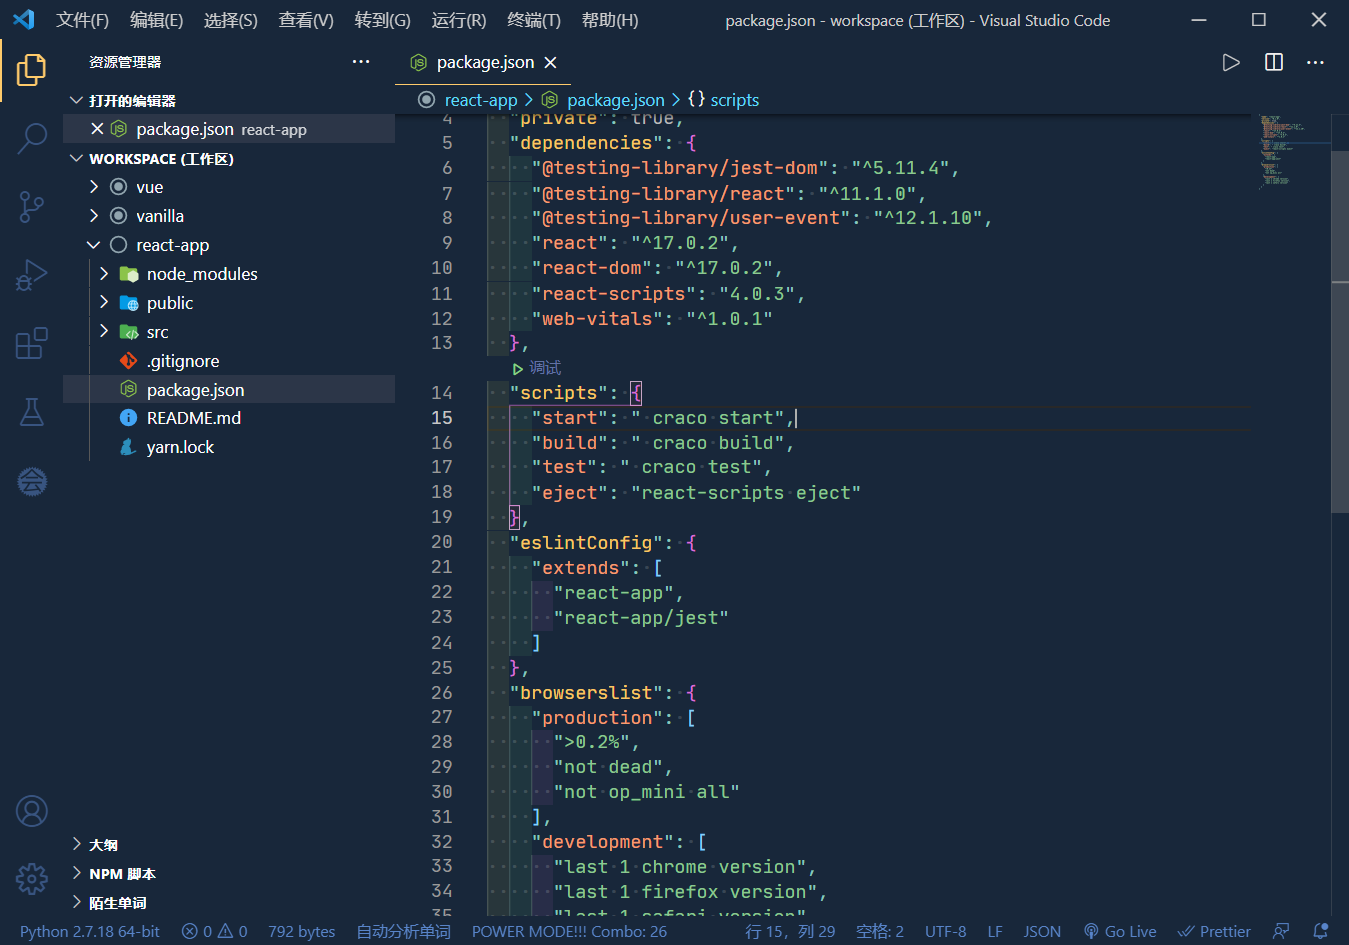 文件(F) 编辑(E) 选择(S) 查看(V) 转到(G) 运行(R) 终端(T) 帮助(H) package.json - workspace (工作区) - Visual Studio Code
资源管理器 ···
打开的编辑器
package.json react-app
WORKSPACE (工作区)
vue
vanilla
react-app
node_modules
public
src
.gitignore
package.json
README.md
yarn.lock
大纲
NPM 脚本
陌生单词
package.json
react-app > package.json > {} scripts
4 "private": true,
5 "dependencies": {
6 "@testing-library/jest-dom": "^5.11.4",
7 "@testing-library/react": "^11.1.0",
8 "@testing-library/user-event": "^12.1.10",
9 "react": "^17.0.2",
10 "react-dom": "^17.0.2",
11 "react-scripts": "4.0.3",
12 "web-vitals": "^1.0.1"
13 },
调试
14 "scripts": {
15 "start": " craco start",
16 "build": " craco build",
17 "test": " craco test",
18 "eject": "react-scripts eject"
19 },
20 "eslintConfig": {
21 "extends": [
22 "react-app",
23 "react-app/jest"
24 ]
25 },
26 "browserslist": {
27 "production": [
28 ">0.2%",
29 "not dead",
30 "not op_mini all"
31 ],
32 "development": [
33 "last 1 chrome version",
34 "last 1 firefox version",
35 "last 1 safari version"
Python 2.7.18 64-bit 0 0 792 bytes 自动分析单词 POWER MODE!!! Combo: 26 行 15，列 29 空格: 2 UTF-8 LF JSON Go Live Prettier